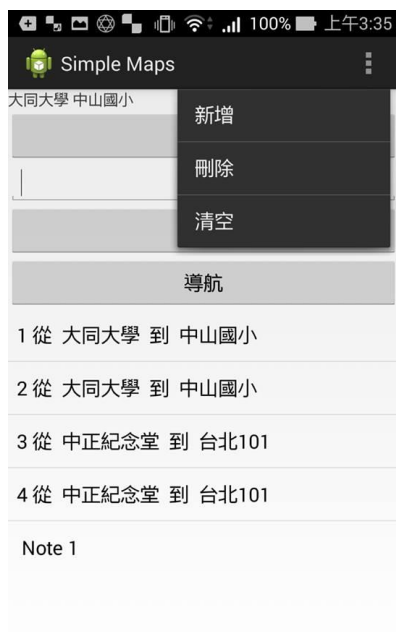 100% 上午3:35
Simple Maps
大同大學 中山國小
新增
刪除
清空
導航
1 從 大同大學 到 中山國小
2 從 大同大學 到 中山國小
3 從 中正紀念堂 到 台北101
4 從 中正紀念堂 到 台北101
Note 1